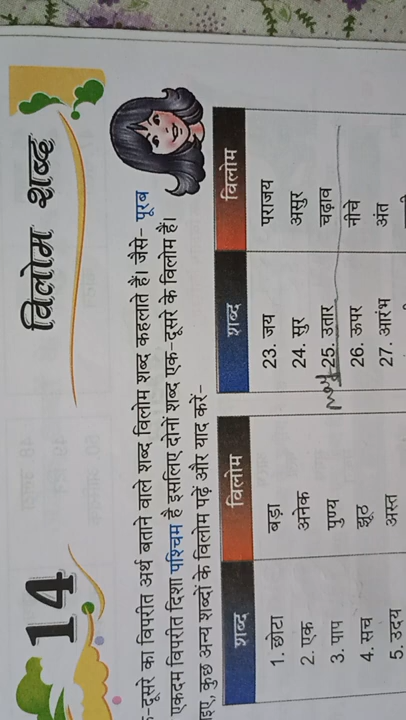 14
विलोम शब्द
-दूसरे का विपरीत अर्थ बताने वाले शब्द विलोम शब्द कहलाते हैं। जैसे- पूरब
एकदम विपरीत दिशा पश्चिम है इसलिए दोनों शब्द एक-दूसरे के विलोम हैं।
कुछ अन्य शब्दों के विलोम पढ़ें और याद करें-
शब्द विलोम
1. छोटा बड़ा
2. एक अनेक
3. पाप पुण्य
4. सच झूठ
5. उदय अस्त
शब्द विलोम
23. जय पराजय
24. सुर असुर
25. उतार चढ़ाव
26. ऊपर नीचे
27. आरंभ अंत